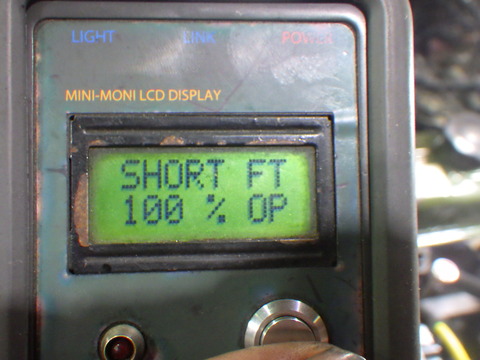 LIGHT LINK POWER
MINI-MONI LCD DISPLAY
SHORT FT
100 % OP